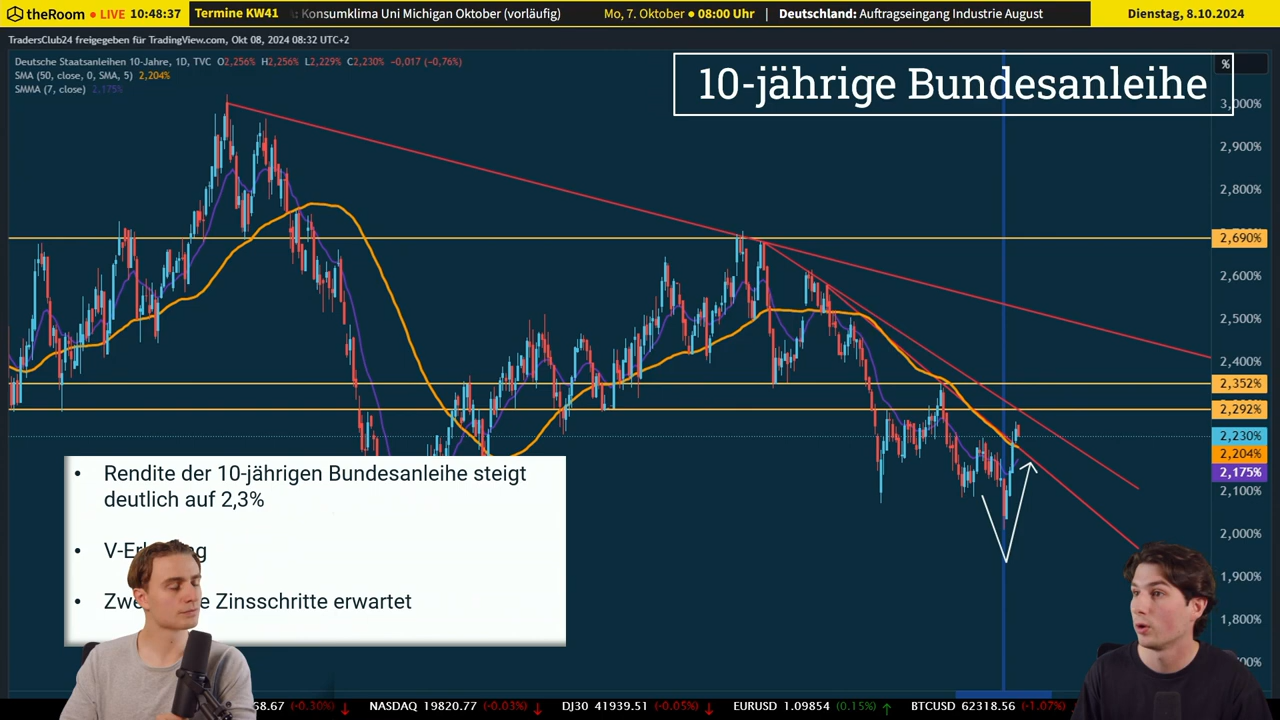 theRoom • LIVE 10:48:37
Termine KW41
: Konsumklima Uni Michigan Oktober (vorläufig) Mo, 7. Oktober • 08:00 Uhr | Deutschland: Auftragseingang Industrie August
Dienstag, 8.10.2024
TradersClub24 freigegeben für TradingView.com, Okt 08, 2024 08:32 UTC+2
Deutsche Staatsanleihen 10-Jahre, 1D, TVC O2,256% H2,256% L2,229% C2,230% -0,017 (-0,76%)
SMA (50, close, 0, SMA, 5) 2,204%
SMMA (7, close) 2,175%
10-jährige Bundesanleihe
%
3,000%
2,900%
2,800%
2,690%
2,600%
2,500%
2,400%
2,352%
2,292%
2,230%
2,204%
2,175%
2,100%
2,000%
1,900%
1,800%
• Rendite der 10-jährigen Bundesanleihe steigt
deutlich auf 2,3%
•
• Zinsschritte erwartet
68.67 (-0.30%) ↓ NASDAQ 19820.77 (-0.03%) ↓ DJ30 41939.51 (-0.05%) ↓ EURUSD 1.09854 (0.15%) ↑ BTCUSD 62318.56 (-1.07%)